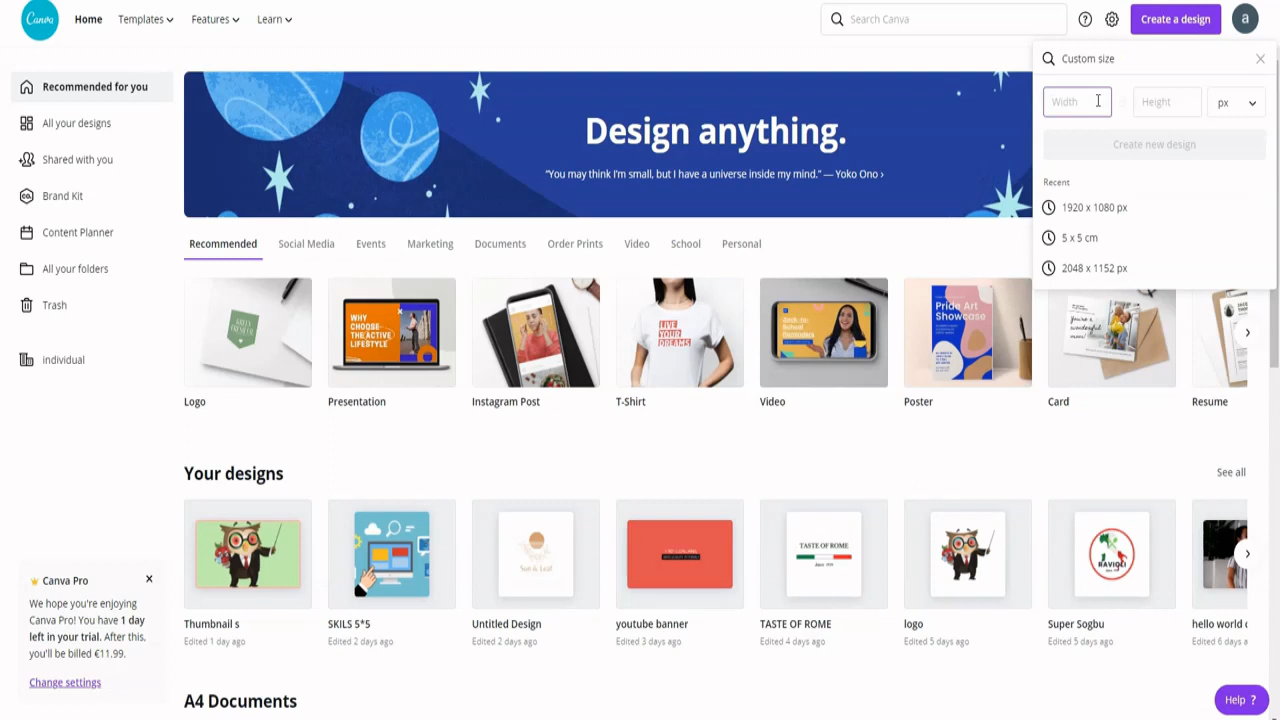 Canva
Home
Templates
Features
Learn
Search Canva
?
Create a design
a
Custom size
Width
Height
px
Create new design
Recent
1920 x 1080 px
5 x 5 cm
2048 x 1152 px
Recommended for you
All your designs
Shared with you
Brand Kit
Content Planner
All your folders
Trash
Individual
Design anything.
“You may think I'm small, but I have a universe inside my mind.” — Yoko Ono ›
Recommended
Social Media
Events
Marketing
Documents
Order Prints
Video
School
Personal
WHY
CHOOSE
THE ACTIVE
LIFESTYLE
LIVE
YOUR
DREAMS
Pride Art
Showcase
Logo
Presentation
Instagram Post
T-Shirt
Video
Poster
Card
Resume
Your designs
See all
TASTE OF ROME
RAVIOLI
Thumbnail s
Edited 1 day ago
SKILS 5*5
Edited 2 days ago
Untitled Design
Edited 2 days ago
youtube banner
Edited 3 days ago
TASTE OF ROME
Edited 4 days ago
logo
Edited 5 days ago
Super Sogbu
Edited 5 days ago
hello world c
Edited 6 days a
Canva Pro
We hope you're enjoying
Canva Pro! You have 1 day
left in your trial. After this,
you'll be billed €11.99.
Change settings
A4 Documents
Help ?